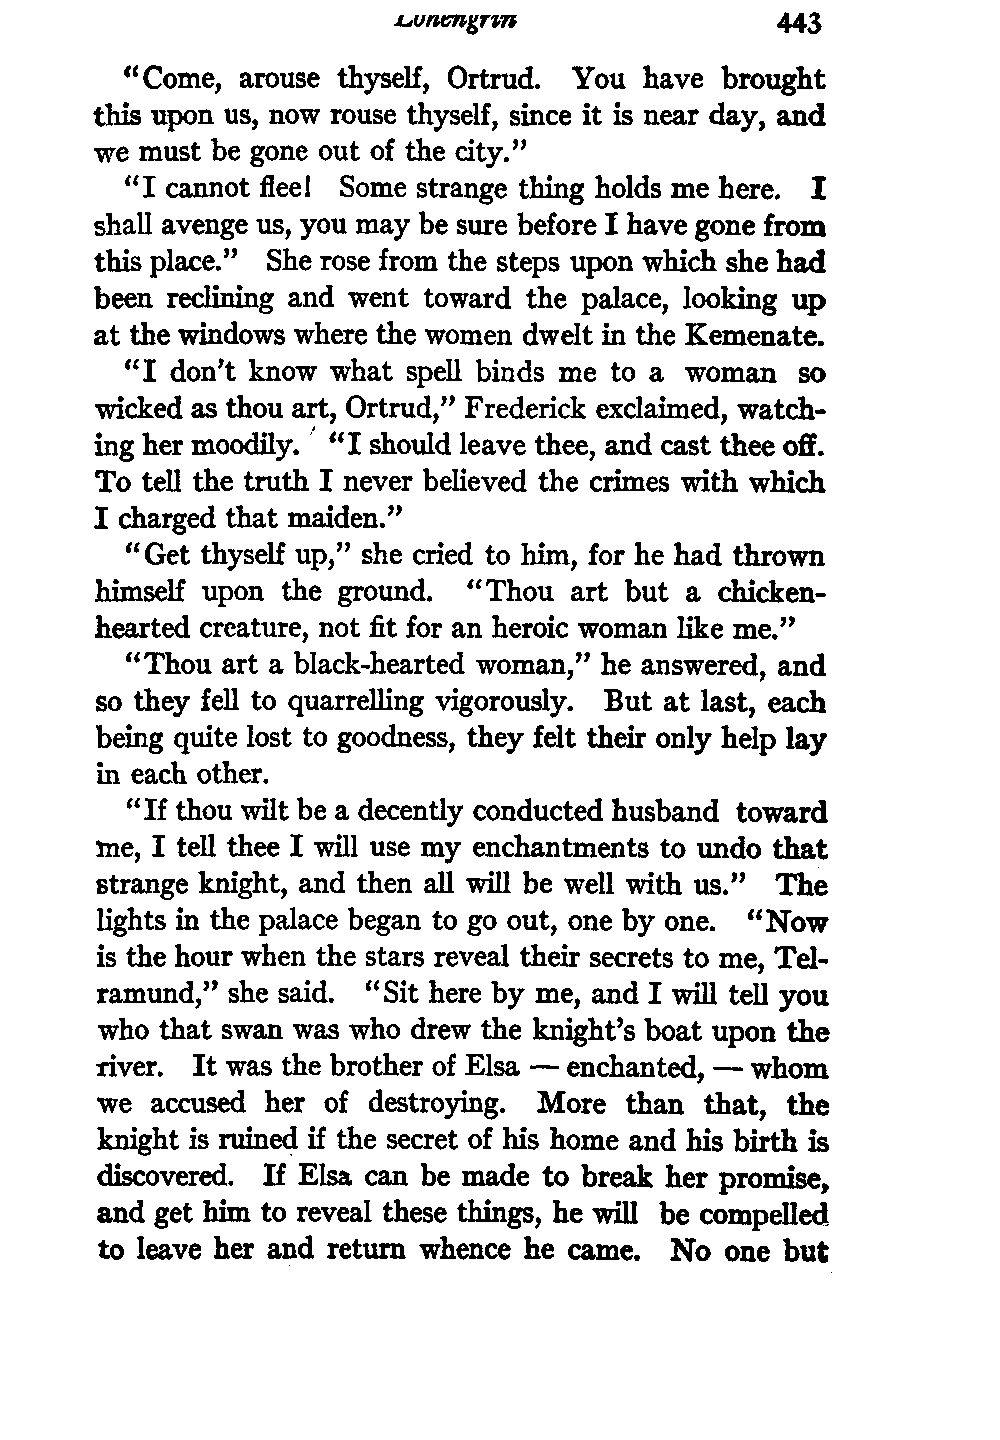 Lohengrin 443
"Come, arouse thyself, Ortrud. You have brought
this upon us, now rouse thyself, since it is near day, and
we must be gone out of the city."
"I cannot flee! Some strange thing holds me here. I
shall avenge us, you may be sure before I have gone from
this place." She rose from the steps upon which she had
been reclining and went toward the palace, looking up
at the windows where the women dwelt in the Kemenate.
"I don't know what spell binds me to a woman so
wicked as thou art, Ortrud," Frederick exclaimed, watch-
ing her moodily. "I should leave thee, and cast thee off.
To tell the truth I never believed the crimes with which
I charged that maiden."
"Get thyself up," she cried to him, for he had thrown
himself upon the ground. "Thou art but a chicken-
hearted creature, not fit for an heroic woman like me."
"Thou art a black-hearted woman," he answered, and
so they fell to quarrelling vigorously. But at last, each
being quite lost to goodness, they felt their only help lay
in each other.
"If thou wilt be a decently conducted husband toward
me, I tell thee I will use my enchantments to undo that
strange knight, and then all will be well with us." The
lights in the palace began to go out, one by one. "Now
is the hour when the stars reveal their secrets to me, Tel-
ramund," she said. "Sit here by me, and I will tell you
who that swan was who drew the knight's boat upon the
river. It was the brother of Elsa — enchanted, — whom
we accused her of destroying. More than that, the
knight is ruined if the secret of his home and his birth is
discovered. If Elsa can be made to break her promise,
and get him to reveal these things, he will be compelled
to leave her and return whence he came. No one but